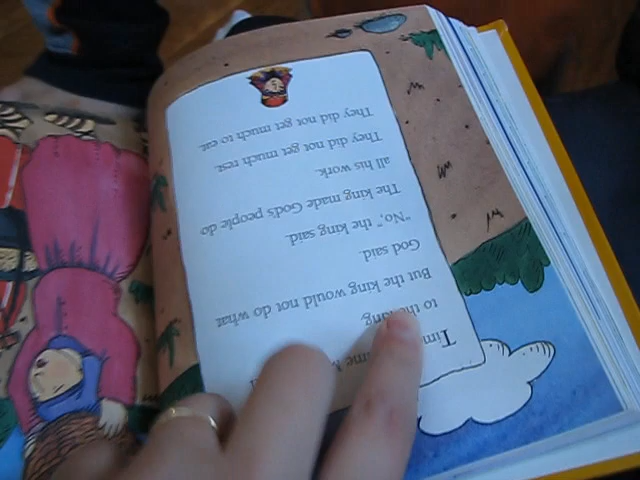 to the king
But the king would not do what
God said.
"No," the king said.
The king made God's people do
all his work.
They did not get much rest.
They did not get much to eat.